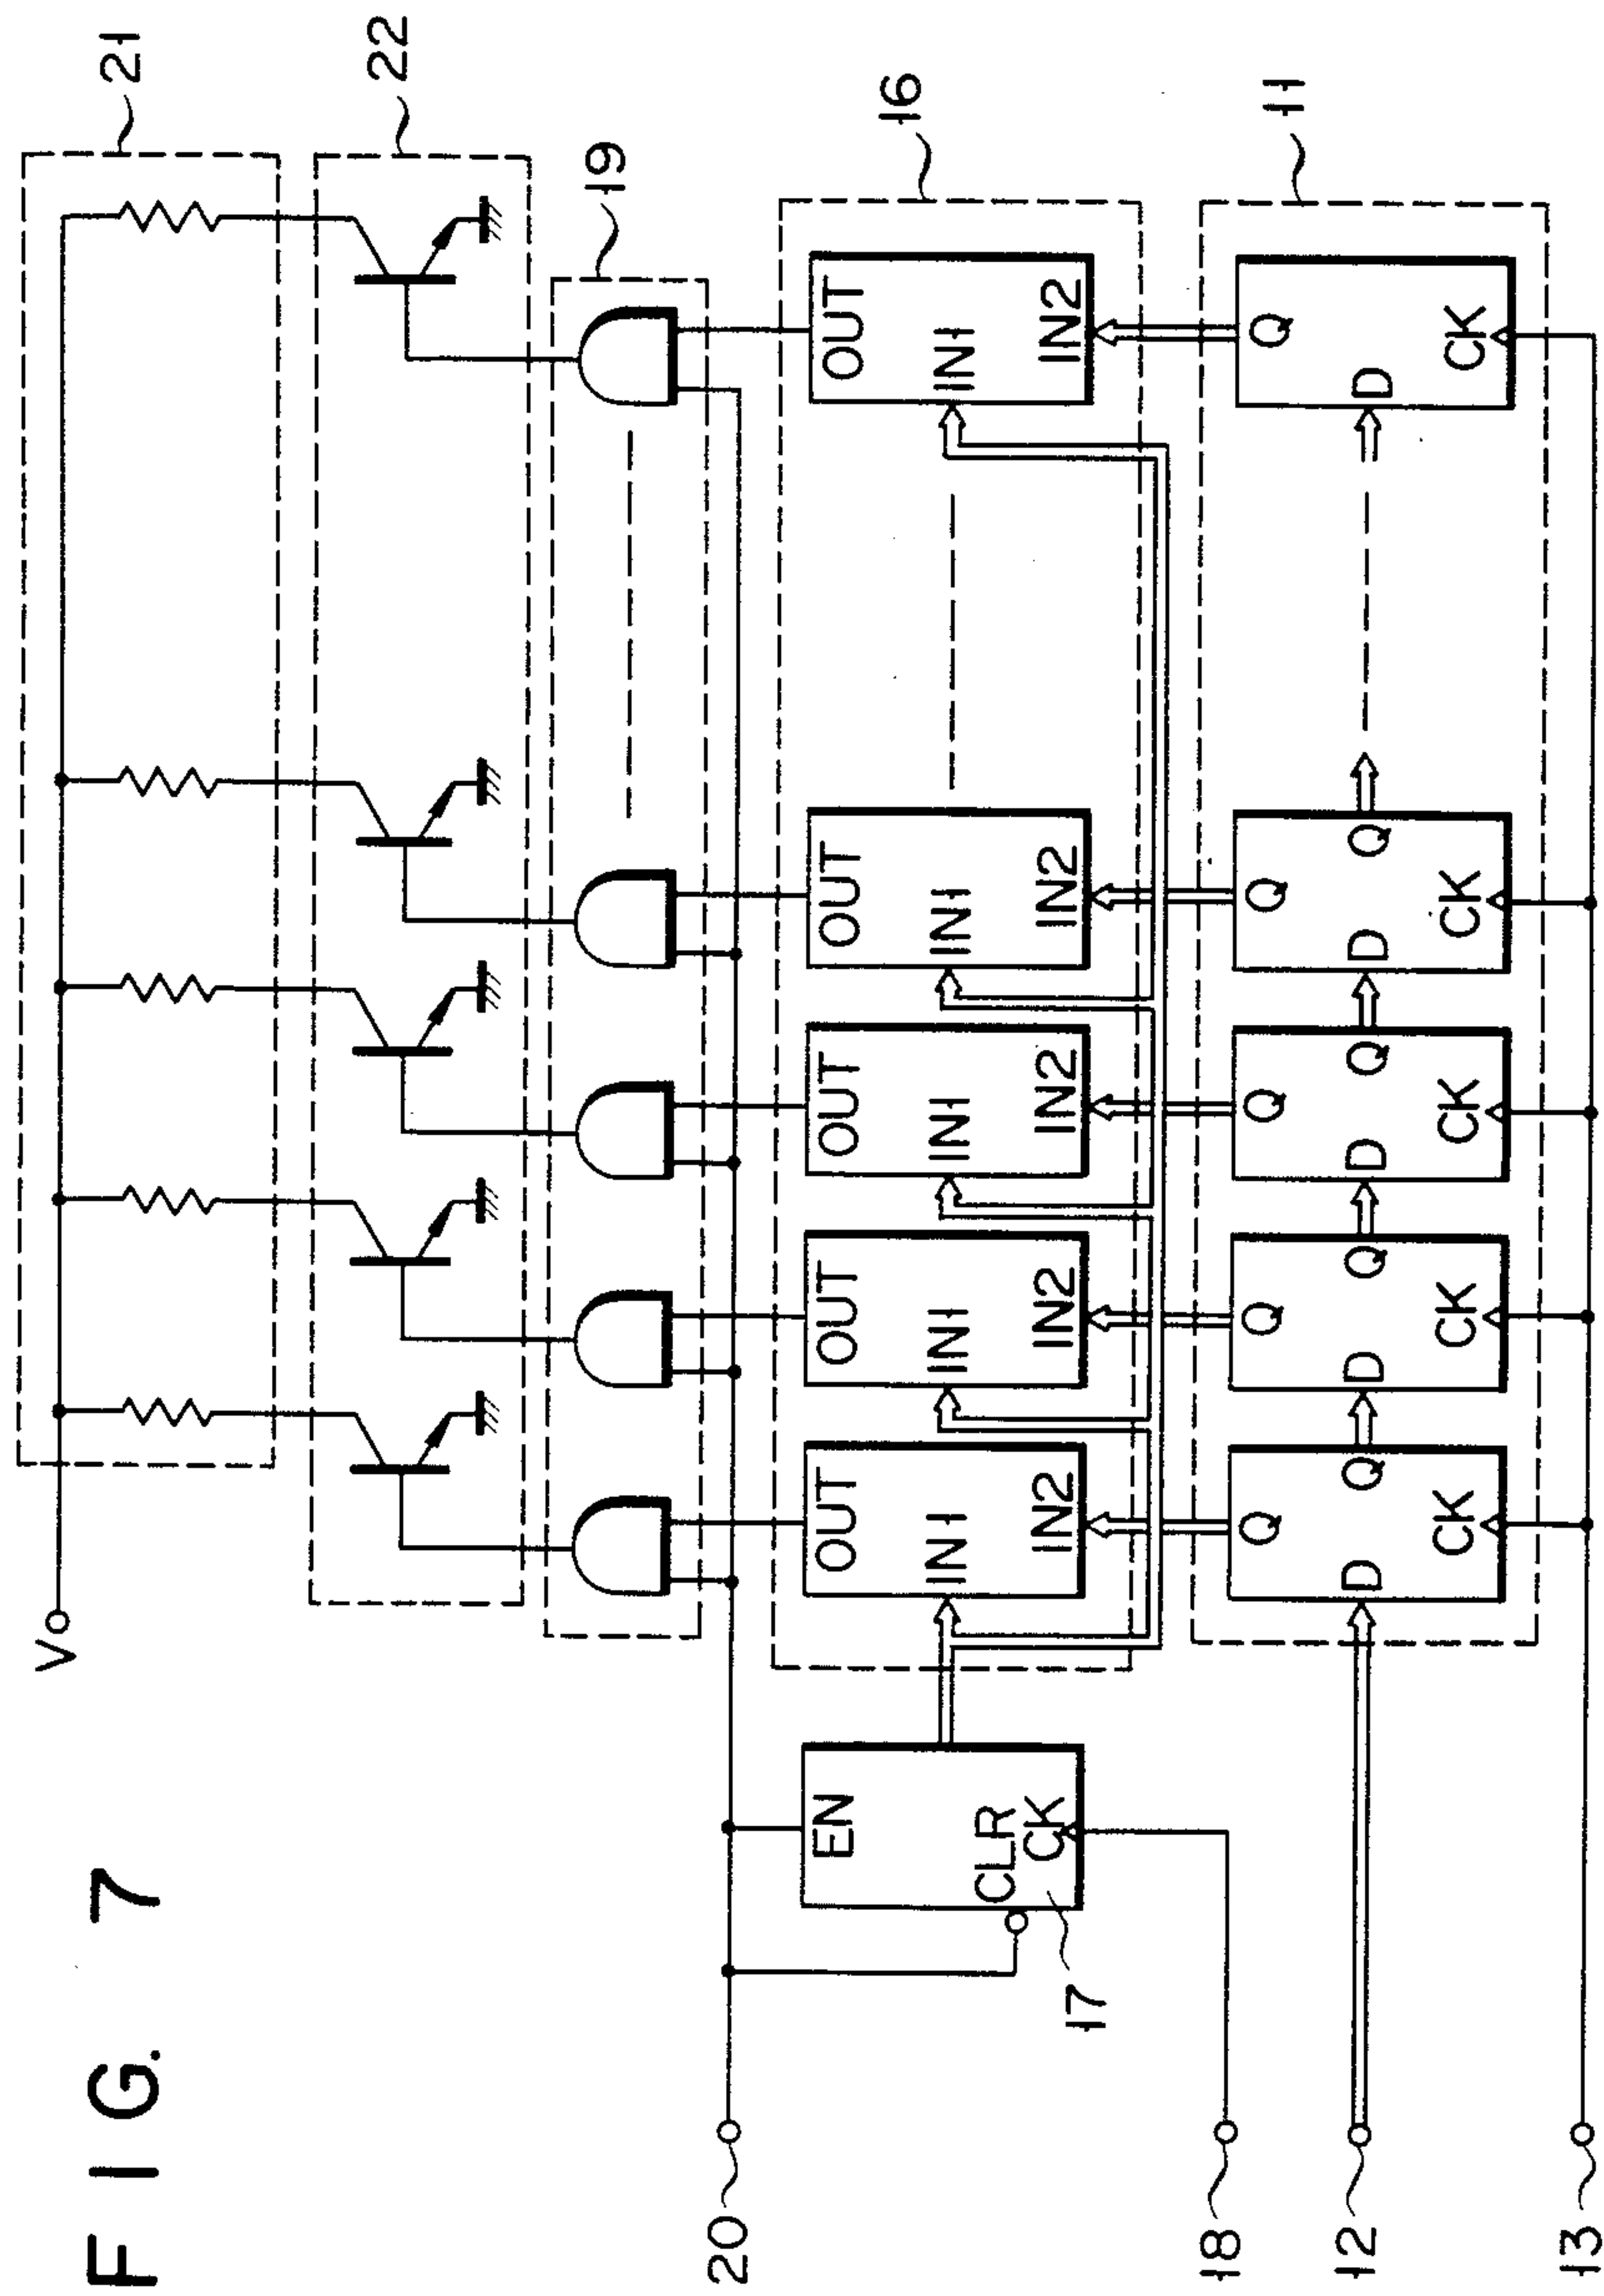 FIG. 7
V
21
22
19
16
11
OUT IN1 IN2
OUT IN1 IN2
OUT IN1 IN2
OUT IN1 IN2
OUT IN1 IN2
EN CLR CK
17
D Q Q CK
D Q Q CK
D Q Q CK
D Q Q CK
D Q CK
20
18
12
13